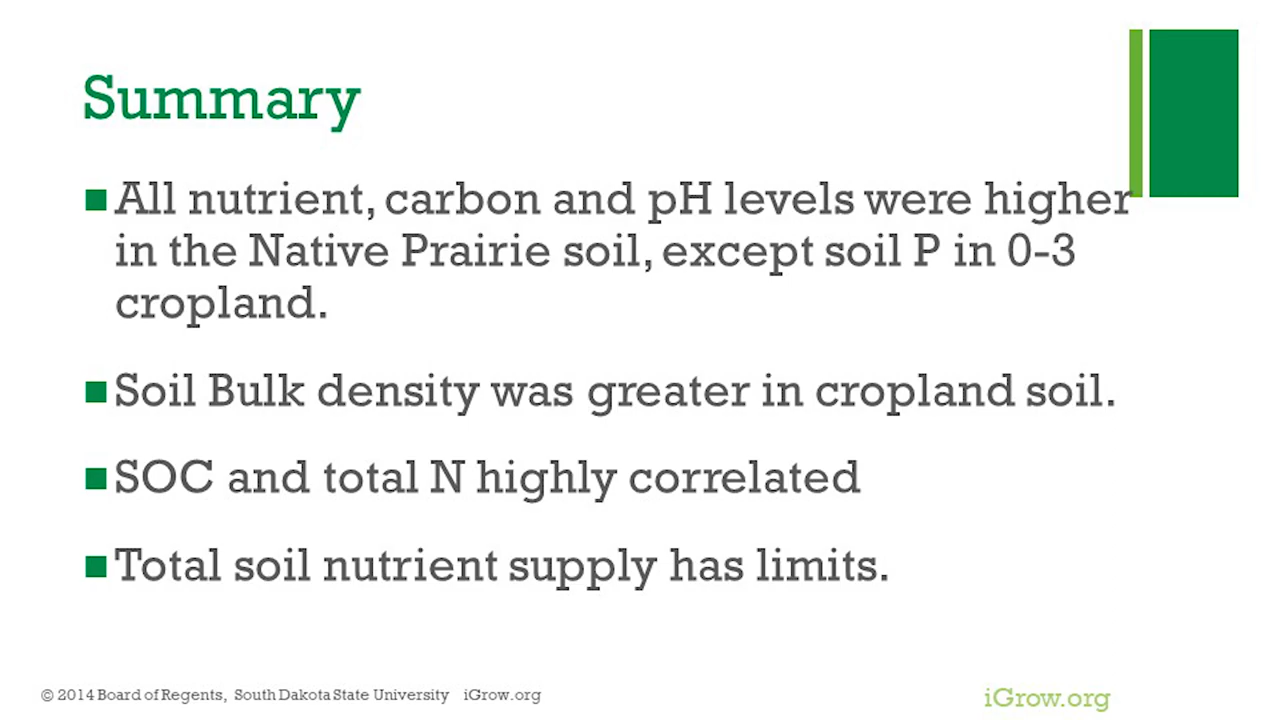 Summary
All nutrient, carbon and pH levels were higher
in the Native Prairie soil, except soil P in 0-3
cropland.
Soil Bulk density was greater in cropland soil.
SOC and total N highly correlated
Total soil nutrient supply has limits.
© 2014 Board of Regents, South Dakota State University iGrow.org
iGrow.org